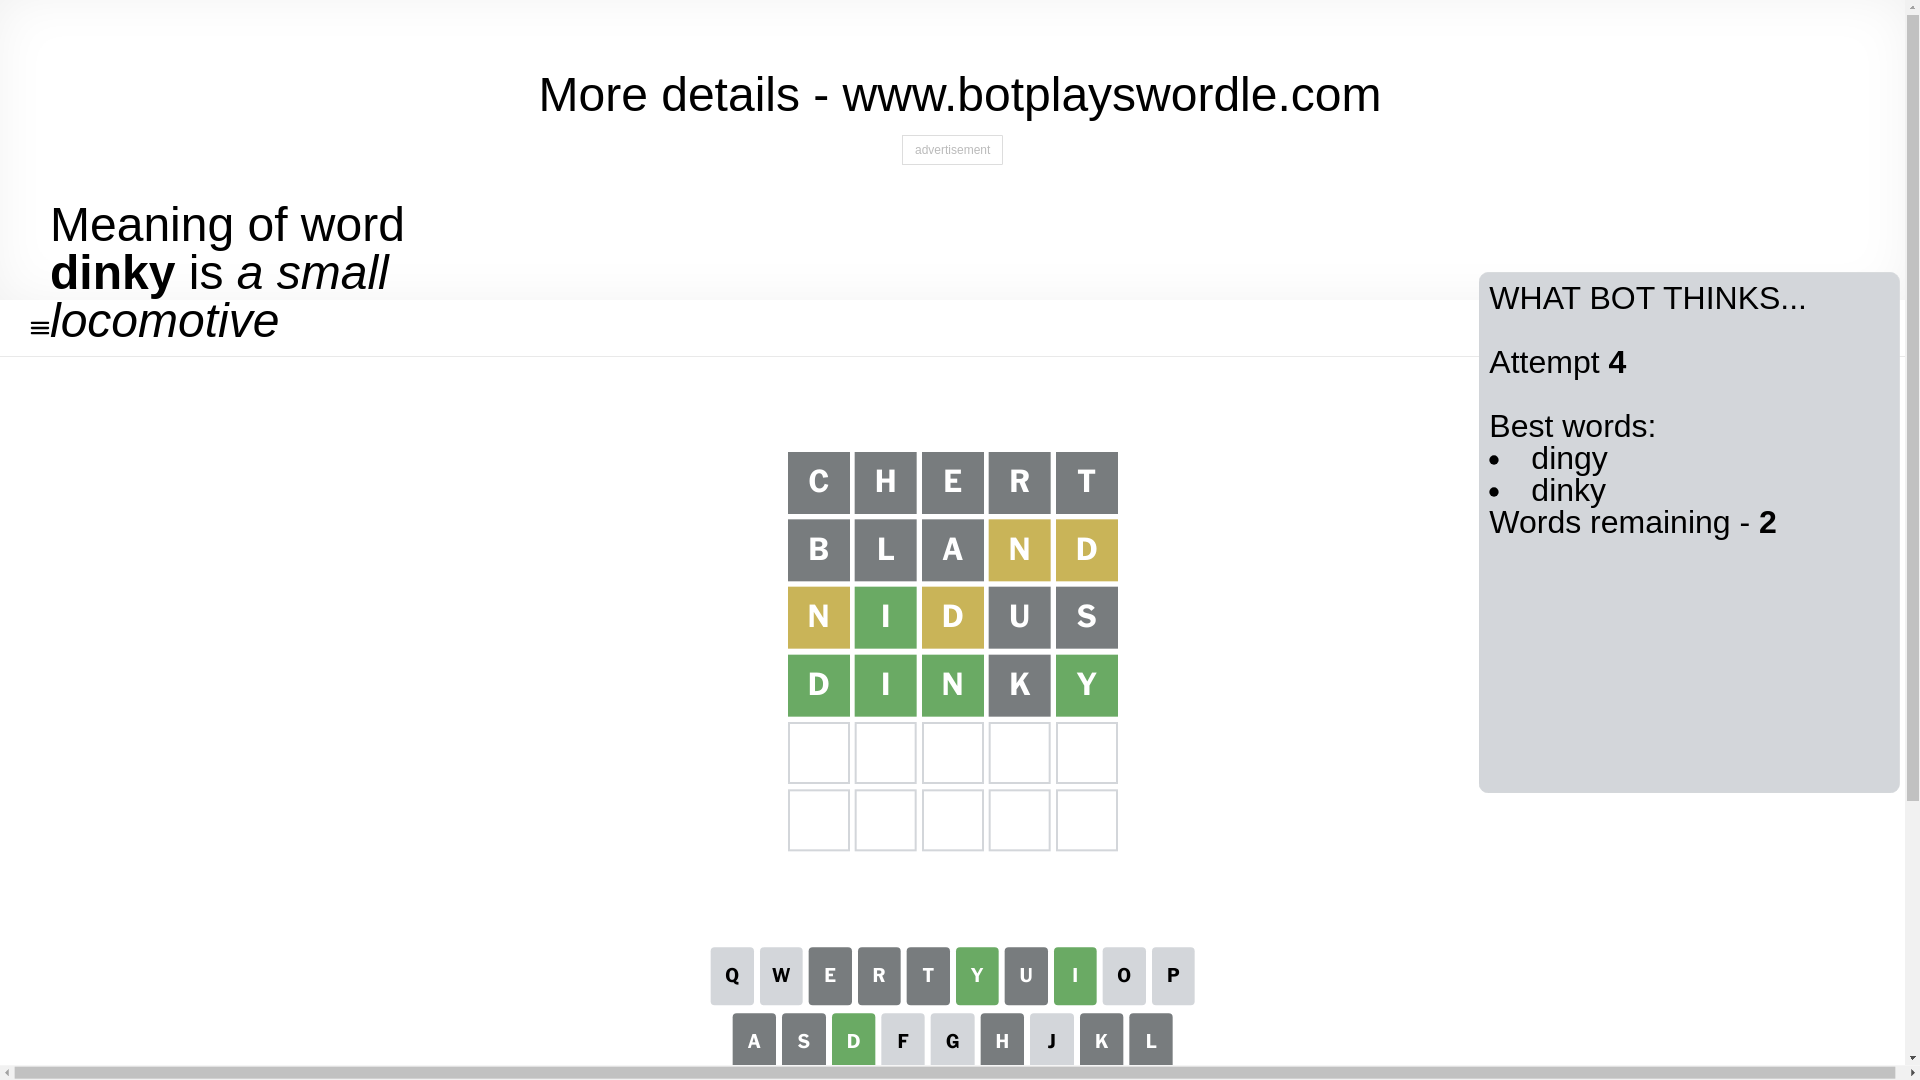 More details - www.botplayswordle.com
advertisement
Meaning of word
dinky is a small
locomotive
WHAT BOT THINKS...
Attempt 4
Best words:
• dingy
• dinky
Words remaining - 2
C H E R T
B L A N D
N I D U S
D I N K Y
Q W E R T Y U I O P
A S D F G H J K L